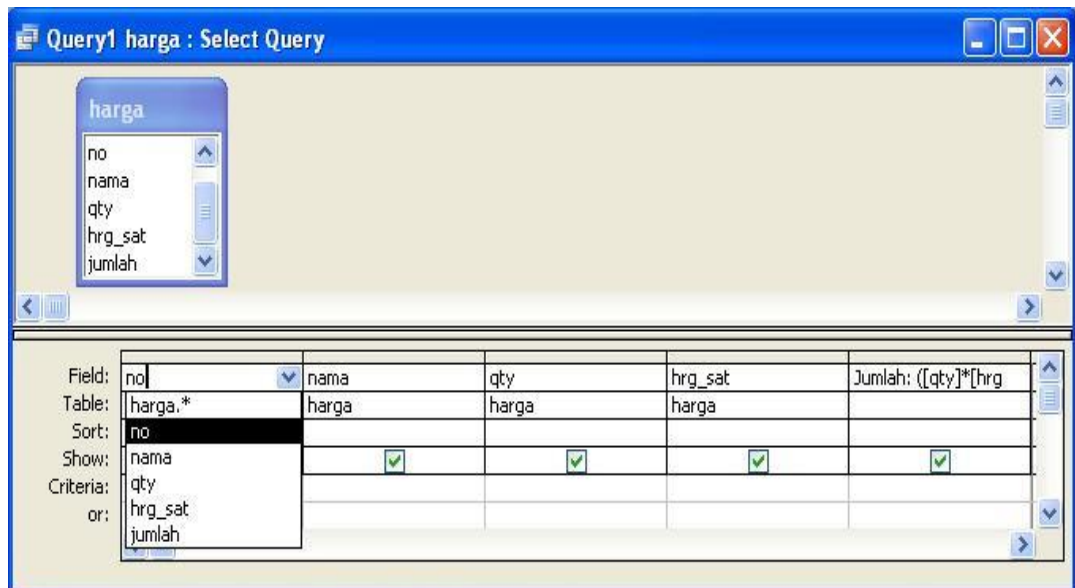 Query1 harga : Select Query
harga
no
nama
qty
hrg_sat
jumlah
Field: no nama qty hrg_sat Jumlah: ([qty]*[hrg
Table: harga.* harga harga harga
Sort: no
Show: nama
Criteria: qty
or: hrg_sat
jumlah